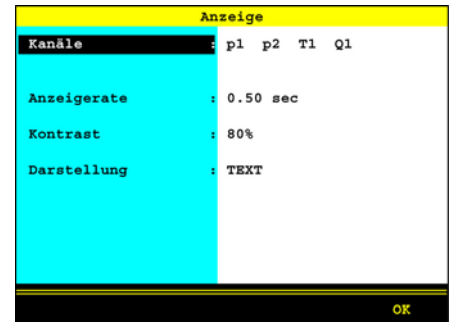 Anzeige
Kanäle : p1 p2 T1 Q1
Anzeigerate : 0.50 sec
Kontrast : 80%
Darstellung : TEXT
OK